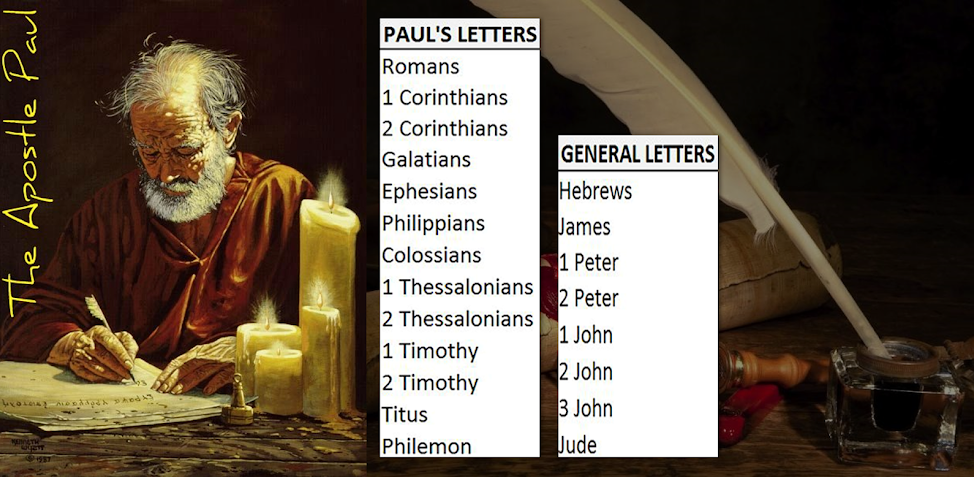 The Apostle Paul
PAUL'S LETTERS
Romans
1 Corinthians
2 Corinthians
Galatians
Ephesians
Philippians
Colossians
1 Thessalonians
2 Thessalonians
1 Timothy
2 Timothy
Titus
Philemon
GENERAL LETTERS
Hebrews
James
1 Peter
2 Peter
1 John
2 John
3 John
Jude